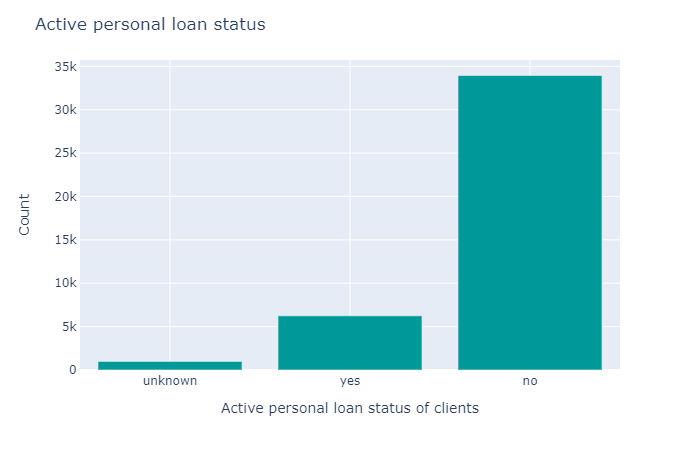 Active personal loan status
35k
30k
25k
20k
15k
10k
5k
0
Count
unknown yes no
Active personal loan status of clients